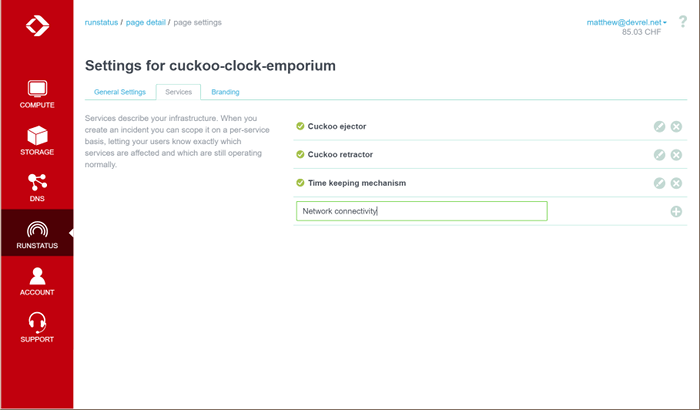 runstatus / page detail / page settings
matthew@devrel.net
85.03 CHF
?
Settings for cuckoo-clock-emporium
General Settings
Services
Branding
Services describe your infrastructure. When you
create an incident you can scope it on a per-service
basis, letting your users know exactly which
services are affected and which are still operating
normally.
Cuckoo ejector
Cuckoo retractor
Time keeping mechanism
Network connectivity
COMPUTE
STORAGE
DNS
RUNSTATUS
ACCOUNT
SUPPORT